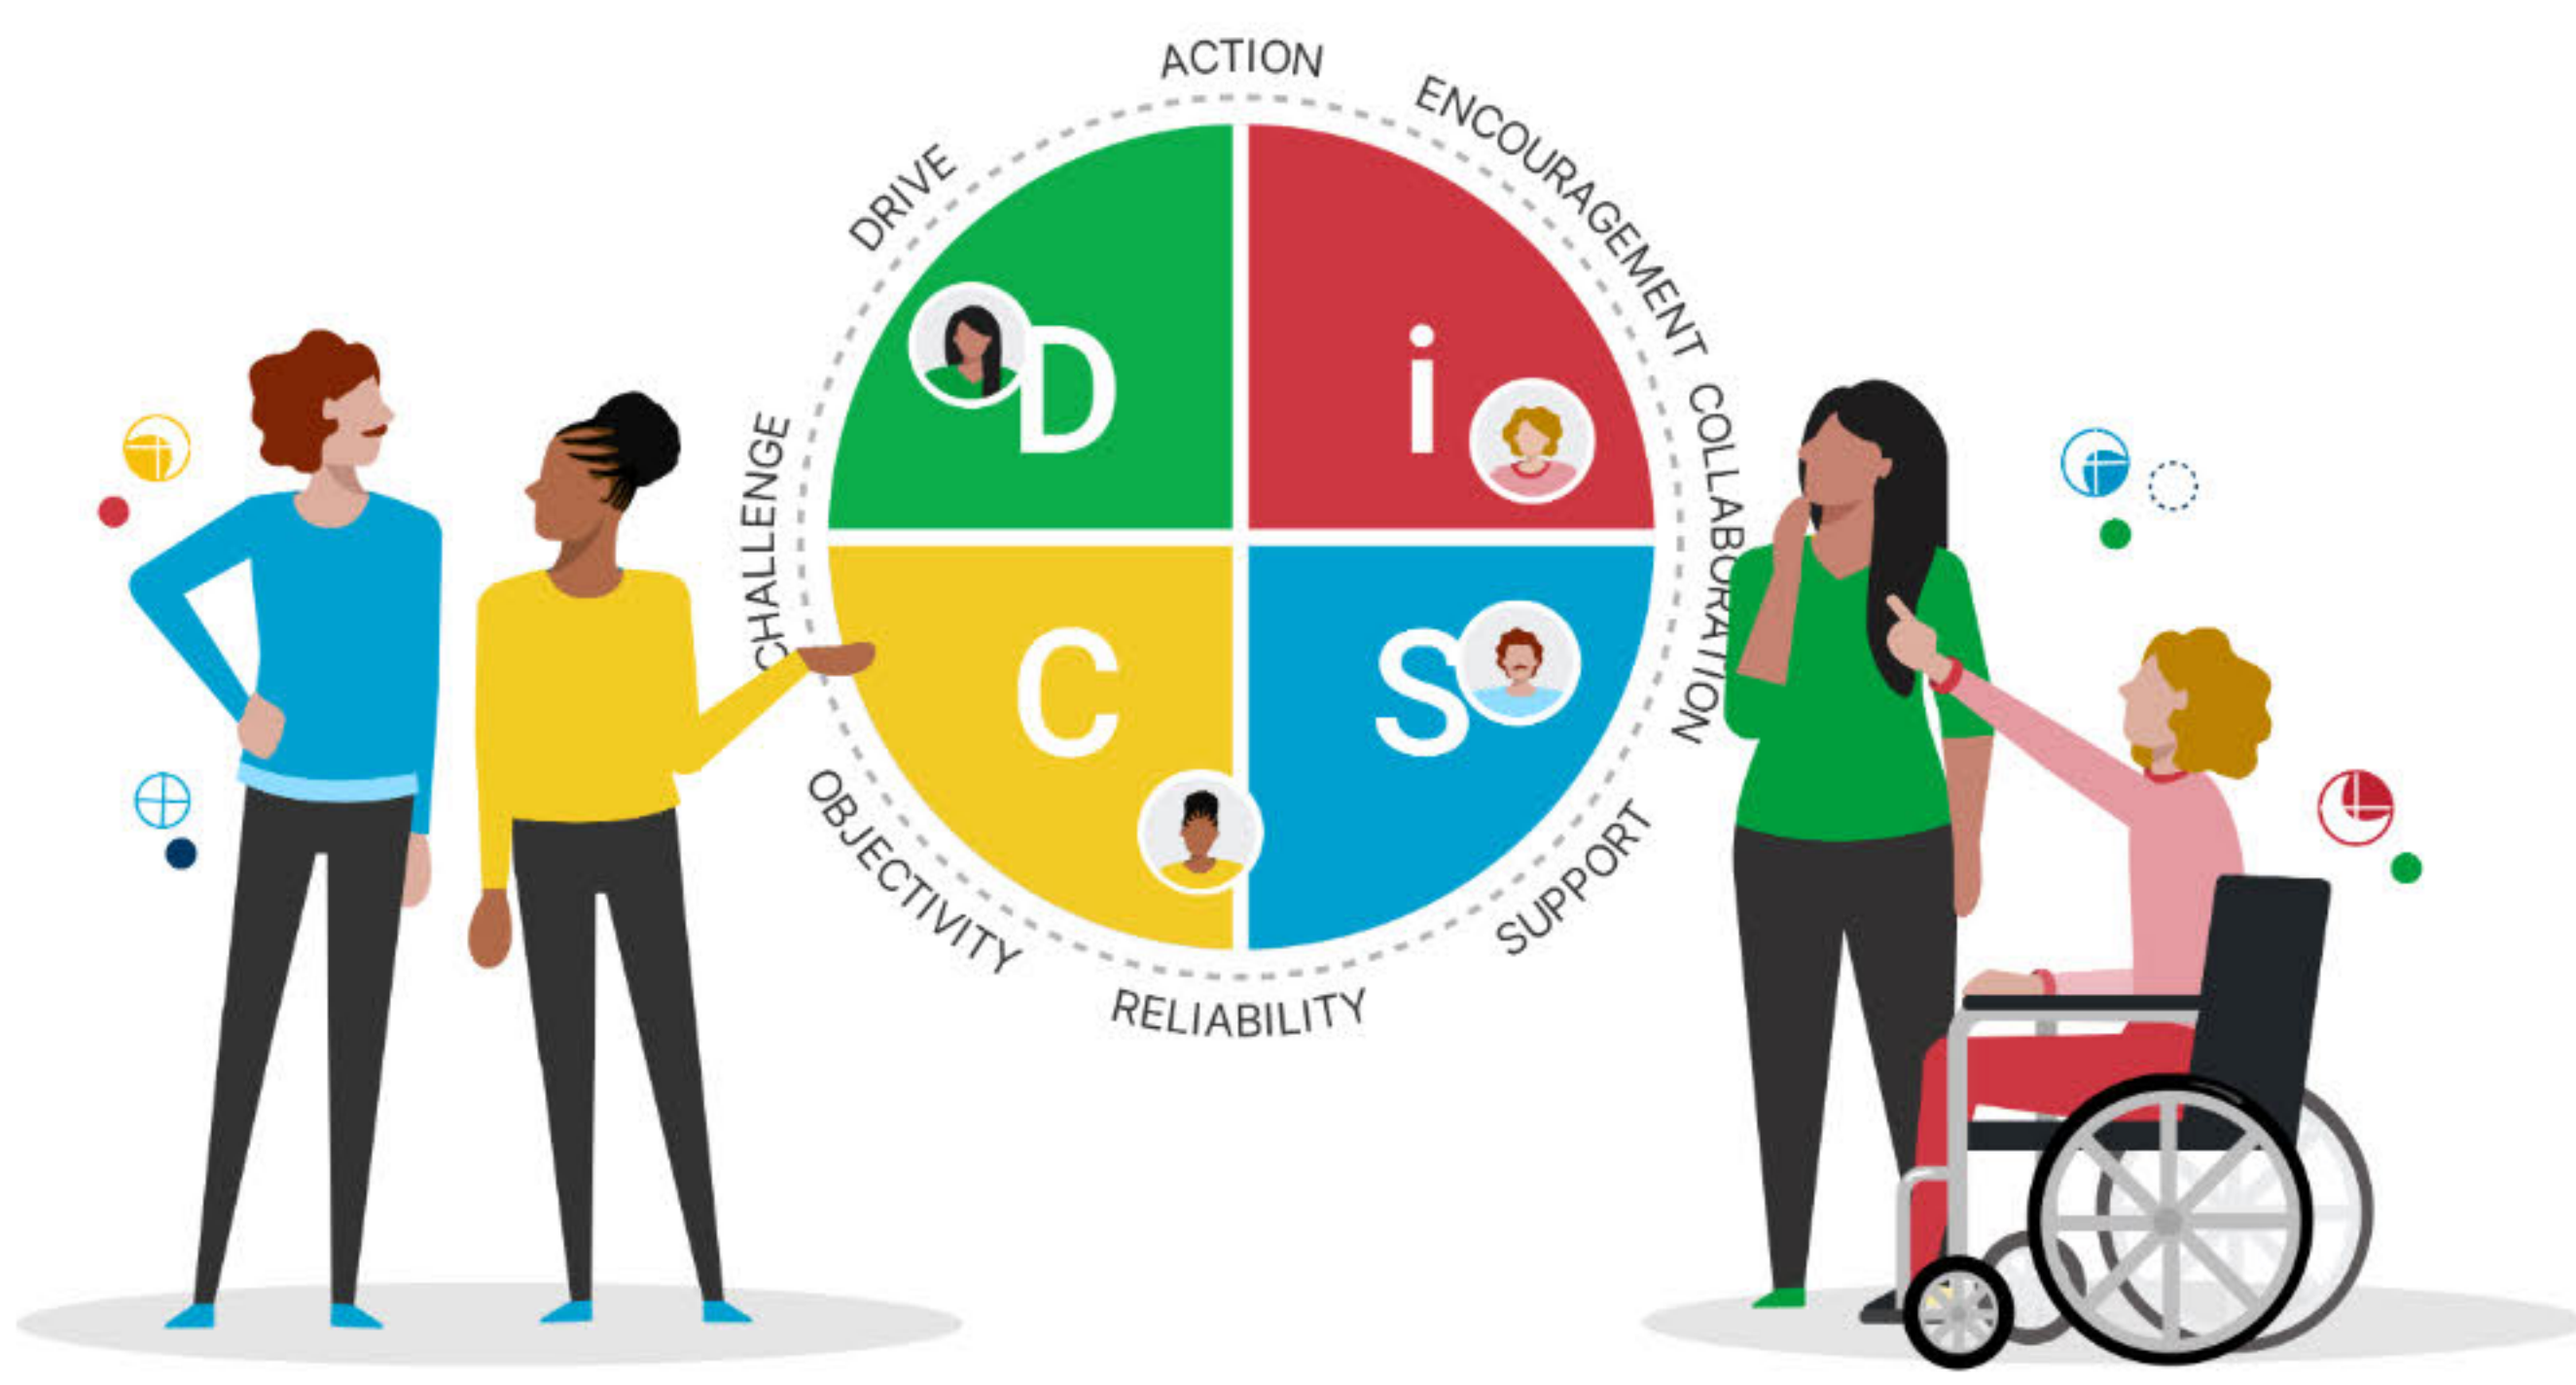 ACTION
ENCOURAGEMENT
DRIVE
COLLABORATION
CHALLENGE
D
i
C
S
OBJECTIVITY
SUPPORT
RELIABILITY